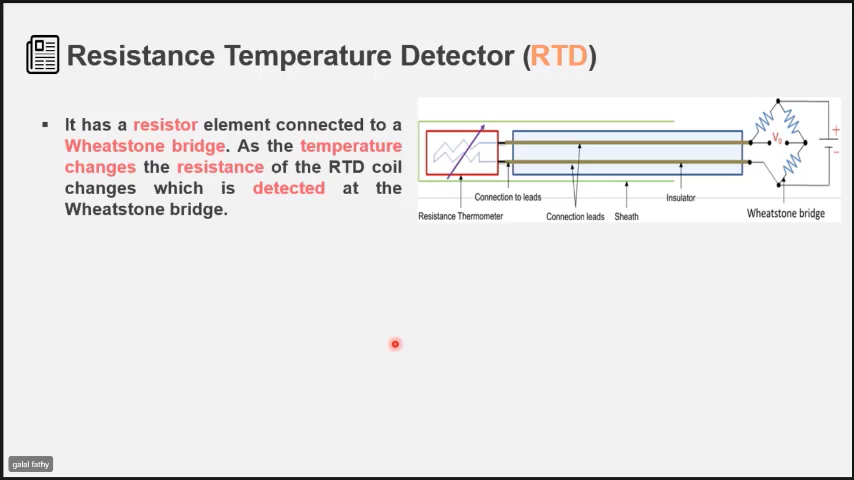 Resistance Temperature Detector (RTD)
▪ It has a resistor element connected to a
Wheatstone bridge. As the temperature
changes the resistance of the RTD coil
changes which is detected at the
Wheatstone bridge.
V0
+
−
Connection to leads
Insulator
Resistance Thermometer
Connection leads
Sheath
Wheatstone bridge
galal fathy